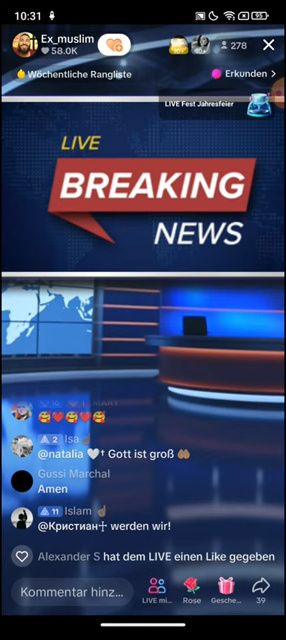 10:31
95
Ex_muslim
58.0K
278
Wöchentliche Rangliste
Erkunden >
LIVE Fest Jahresfeier
LIVE
BREAKING
NEWS
2 Isa
@natalia 🤍† Gott ist groß 🤲🏾
Gussi Marchal
Amen
11 Islam ☝🏽
@Кристиан☦ werden wir!
Alexander S hat dem LIVE einen Like gegeben
Kommentar hinz...
LIVE mi...
Rose
Gesche...
39